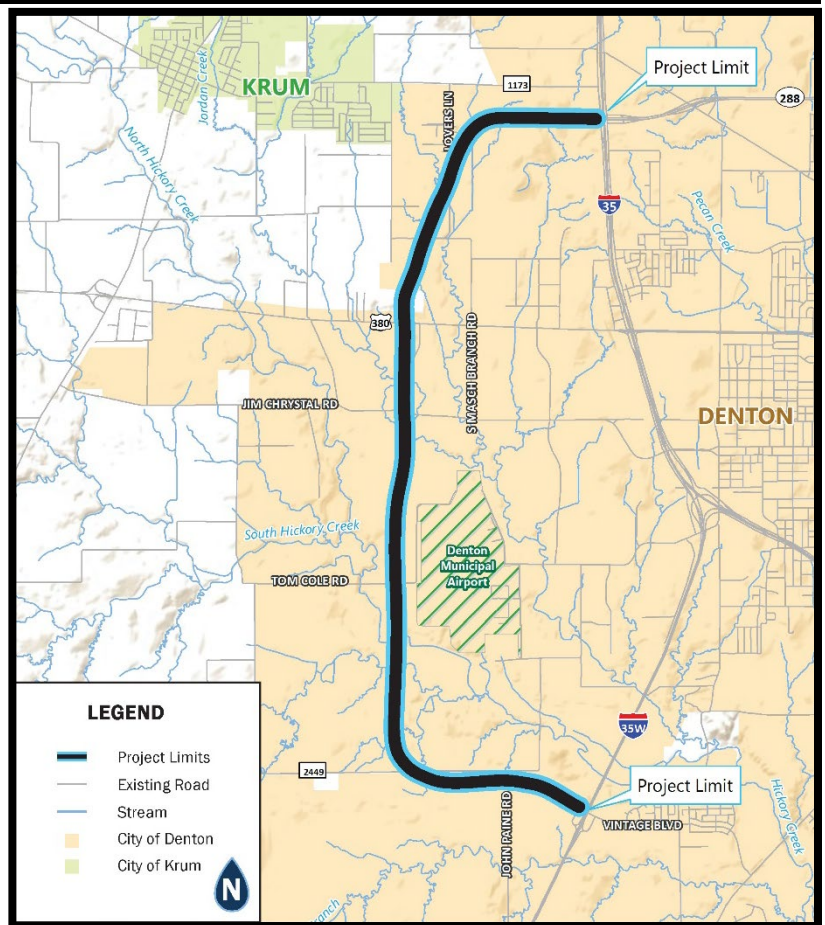 KRUM
Jordan Creek
North Hickory
Creek
1173
Project Limit
288
35
Pecan Creek
380
S MASCH BRANCH RD
JIM CHRYSTAL RD
DENTON
South Hickory Creek
Denton
Municipal
Airport
TOM COLE RD
35W
2449
Project Limit
JOHN PAINE RD
VINTAGE BLVD
Hickory
Creek
LEGEND
Project Limits
Existing Road
Stream
City of Denton
City of Krum
N